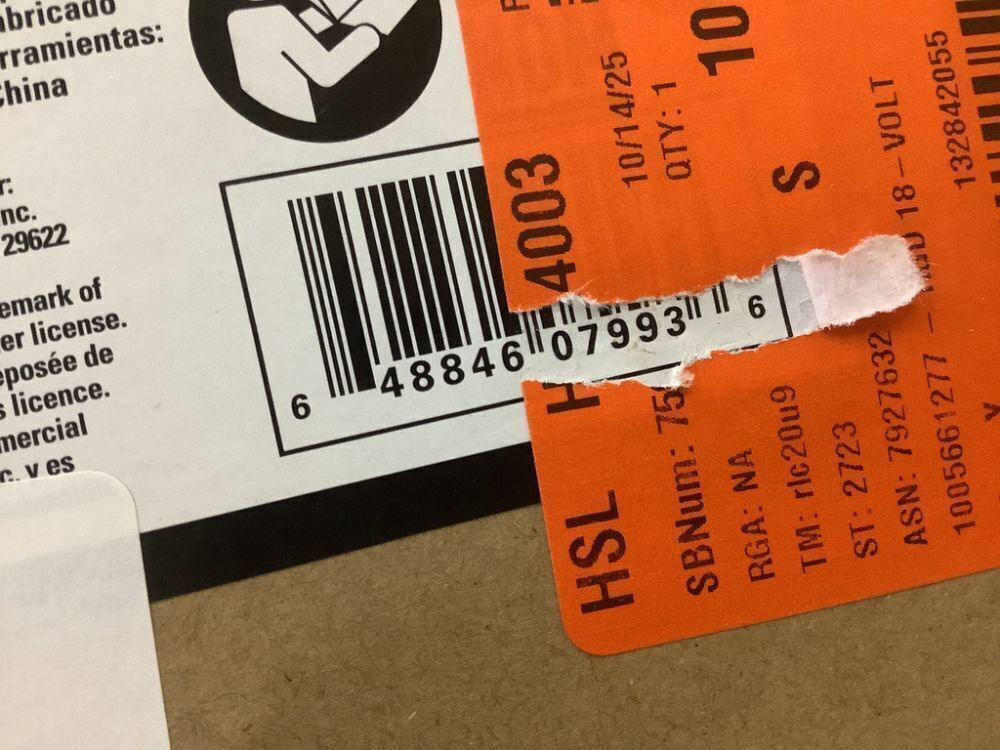 abricado
rramientas:
China
r:
nc.
29622
emark of
er license.
eposée de
s licence.
mercial
c. y es
6 48846 07993 6
HSL H 4003
10/14/25
QTY: 1
10
S
SBNum: 75
RGA: NA
TM: rlc20u9
ST: 2723
ASN: 7927632
1005661277 – 18–VOLT
132842055